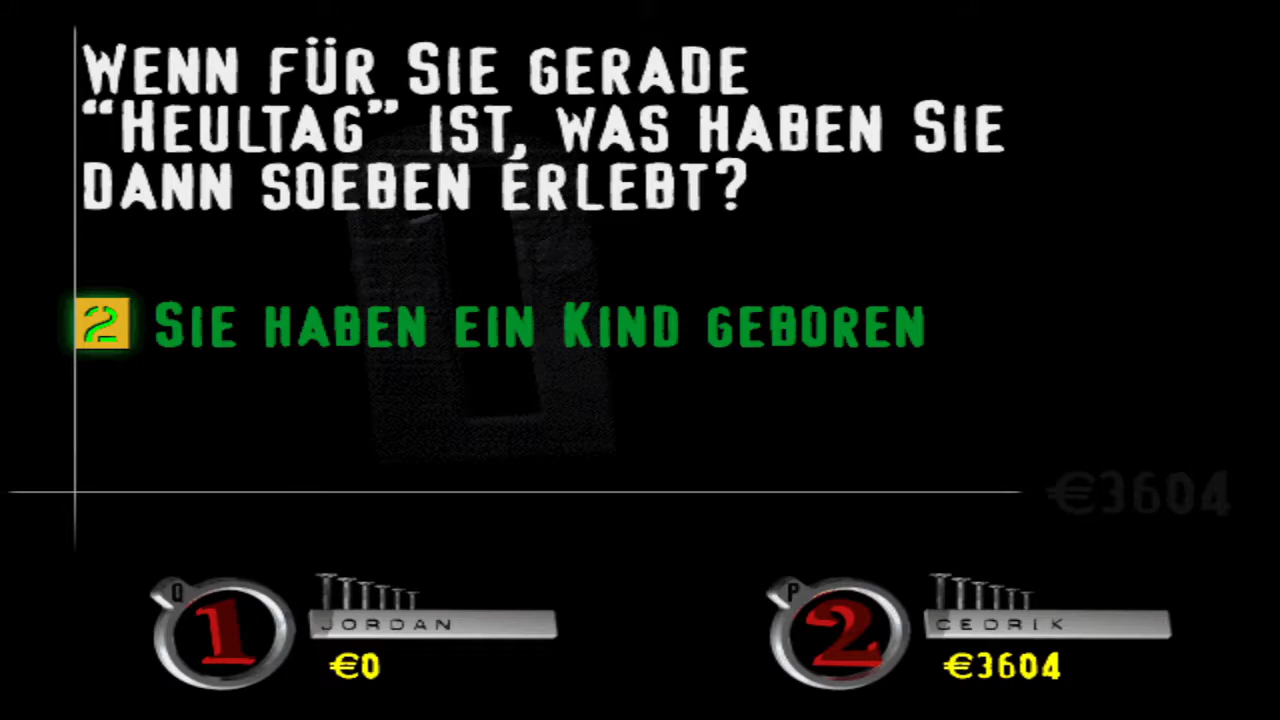 Wenn für Sie gerade
“Heultag” ist, was haben Sie
dann soeben erlebt?
2 Sie haben ein Kind geboren
€3604
Q 1 JORDAN
€0
P 2 CEDRIK
€3604